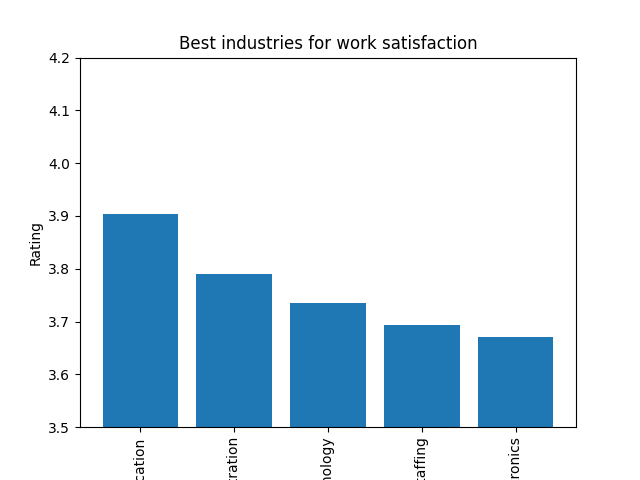 Best industries for work satisfaction
4.2
4.1
4.0
3.9
3.8
3.7
3.6
3.5
Rating
cation
tration
nology
taffing
ronics